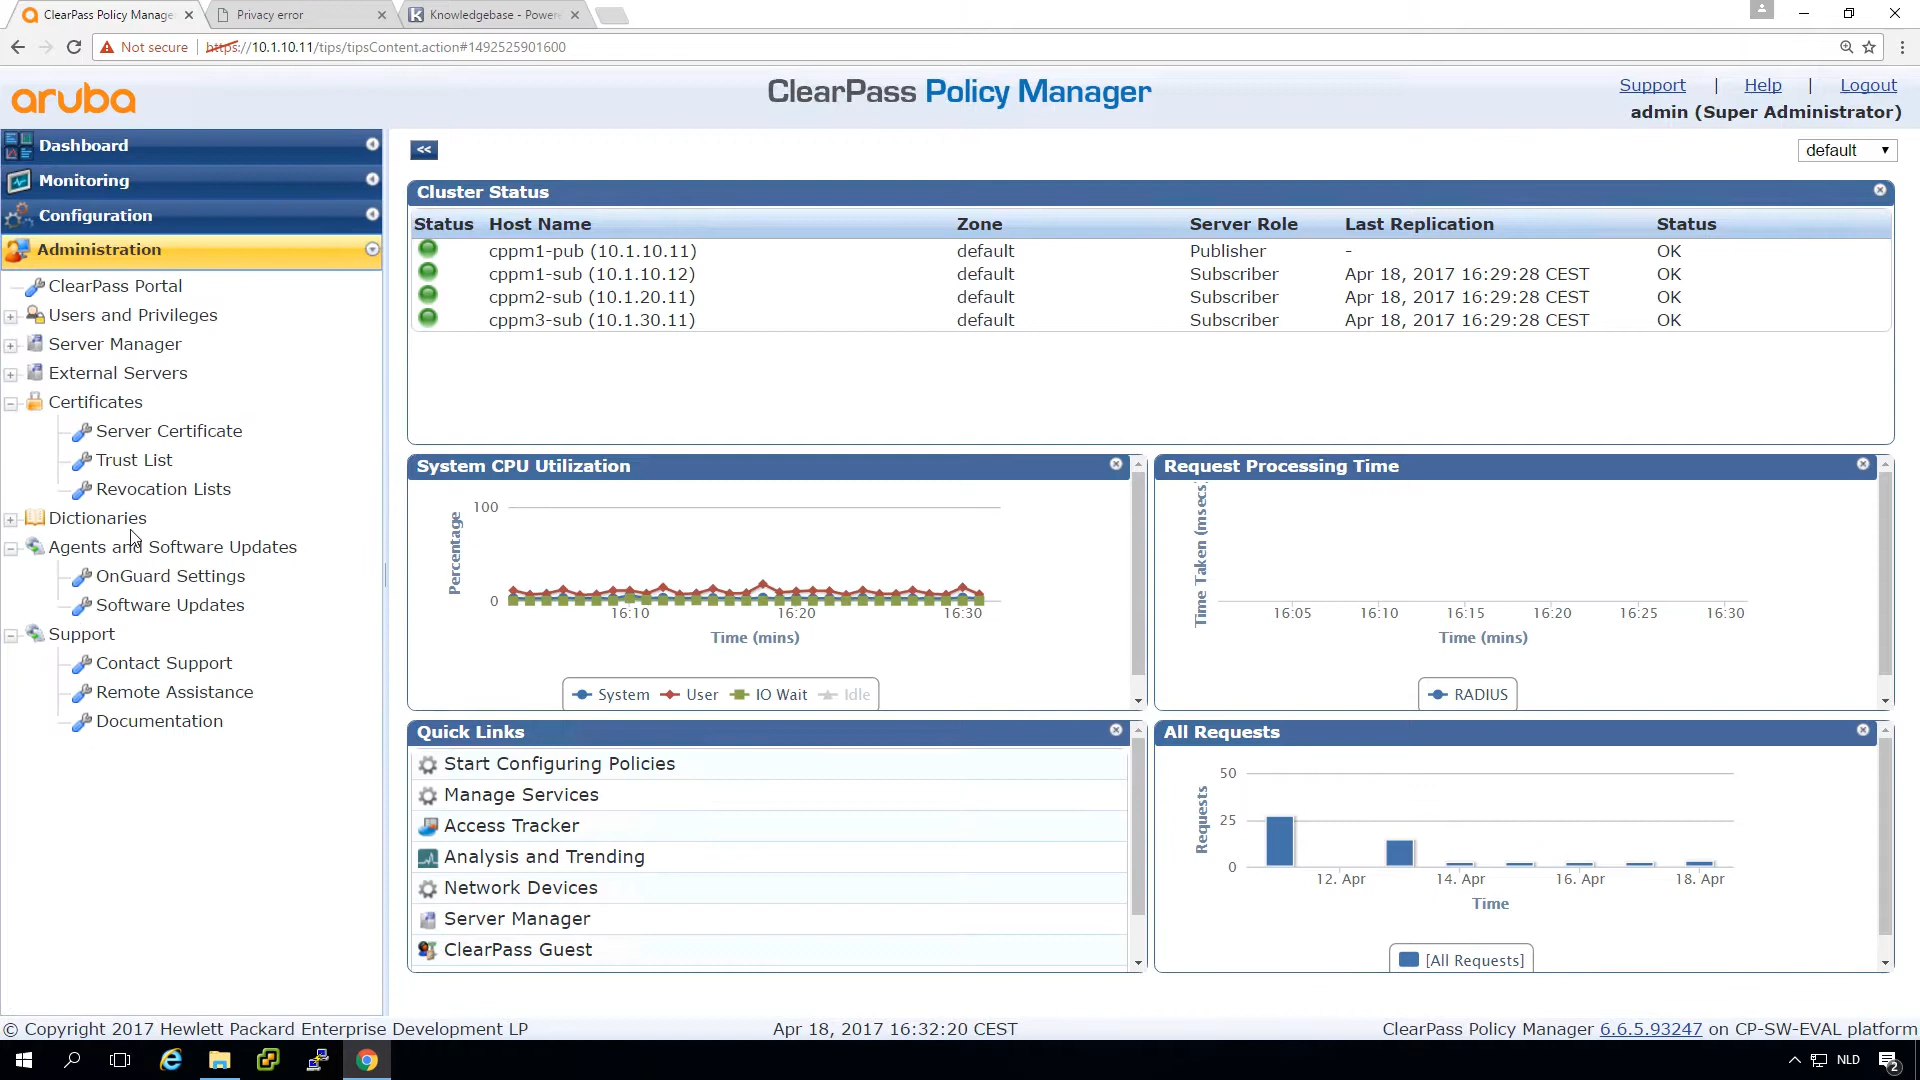 ClearPass Policy Manage
Privacy error
Knowledgebase - Powere
Not secure
https://10.1.10.11/tips/tipsContent.action#1492525901600
aruba
ClearPass Policy Manager
Support | Help | Logout
admin (Super Administrator)
Dashboard
Monitoring
Configuration
Administration
ClearPass Portal
Users and Privileges
Server Manager
External Servers
Certificates
Server Certificate
Trust List
Revocation Lists
Dictionaries
Agents and Software Updates
OnGuard Settings
Software Updates
Support
Contact Support
Remote Assistance
Documentation
<<
default
Cluster Status
Status Host Name Zone Server Role Last Replication Status
cppm1-pub (10.1.10.11) default Publisher - OK
cppm1-sub (10.1.10.12) default Subscriber Apr 18, 2017 16:29:28 CEST OK
cppm2-sub (10.1.20.11) default Subscriber Apr 18, 2017 16:29:28 CEST OK
cppm3-sub (10.1.30.11) default Subscriber Apr 18, 2017 16:29:28 CEST OK
System CPU Utilization
Percentage
100
0
16:10 16:20 16:30
Time (mins)
System User IO Wait Idle
Request Processing Time
Time Taken (msecs)
16:05 16:10 16:15 16:20 16:25 16:30
Time (mins)
RADIUS
Quick Links
Start Configuring Policies
Manage Services
Access Tracker
Analysis and Trending
Network Devices
Server Manager
ClearPass Guest
All Requests
Requests
50
25
0
12. Apr 14. Apr 16. Apr 18. Apr
Time
[All Requests]
© Copyright 2017 Hewlett Packard Enterprise Development LP
Apr 18, 2017 16:32:20 CEST
ClearPass Policy Manager 6.6.5.93247 on CP-SW-EVAL platform
NLD
2